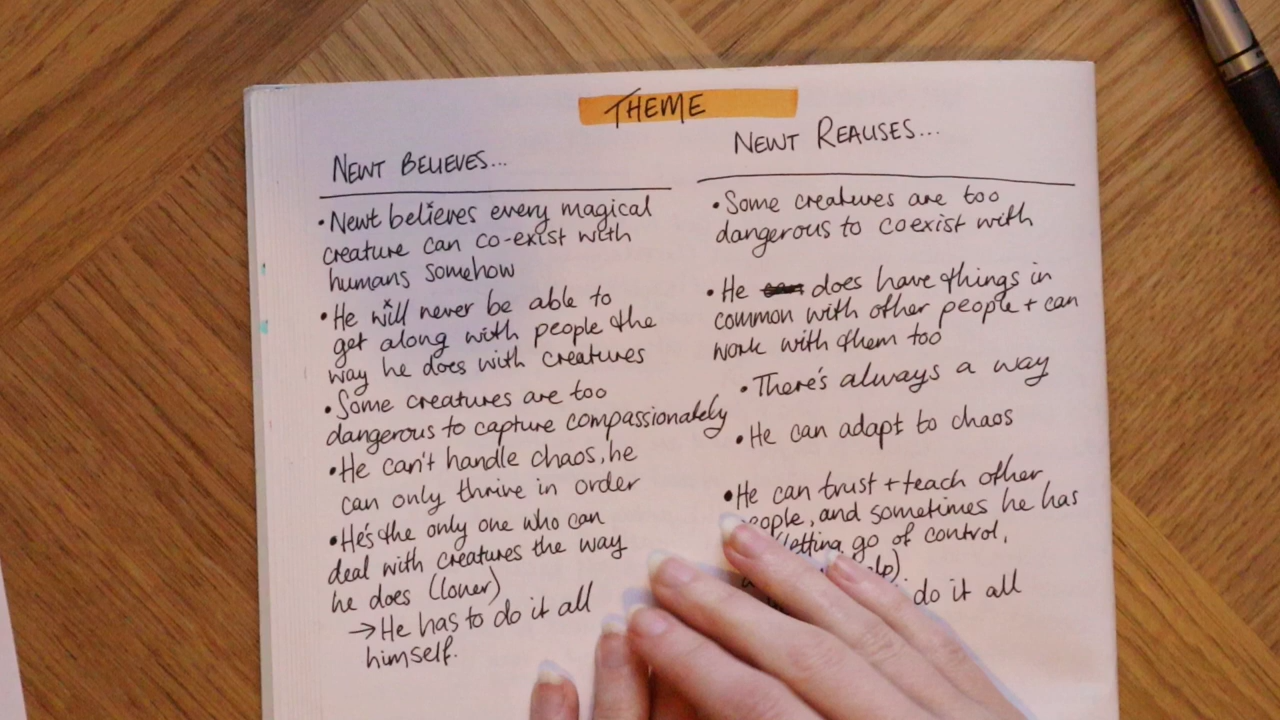 THEME
NEWT BELIEVES...
• Newt believes every magical
creature can co-exist with
humans somehow
• He will never be able to
get along with people the
way he does with creatures
• Some creatures are too
dangerous to capture compassionately
• He can't handle chaos, he
can only thrive in order
• He's the only one who can
deal with creatures the way
he does (loner)
→ He has to do it all
himself.
NEWT REALISES...
• Some creatures are too
dangerous to coexist with
• He does have things in
common with other people + can
work with them too
• There's always a way
• He can adapt to chaos
• He can trust + teach other
people, and sometimes he has
(letting go of control,
do it all